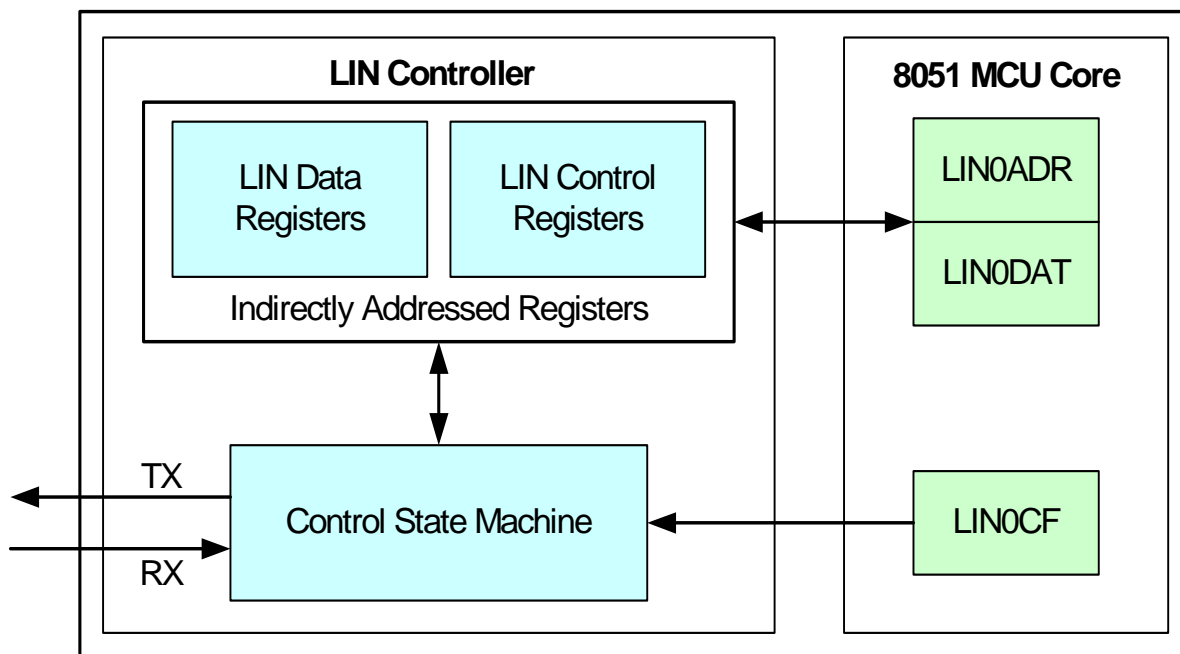 LIN Controller
8051 MCU Core
LIN Data
Registers
LIN Control
Registers
Indirectly Addressed Registers
LIN0ADR
LIN0DAT
TX
RX
Control State Machine
LIN0CF